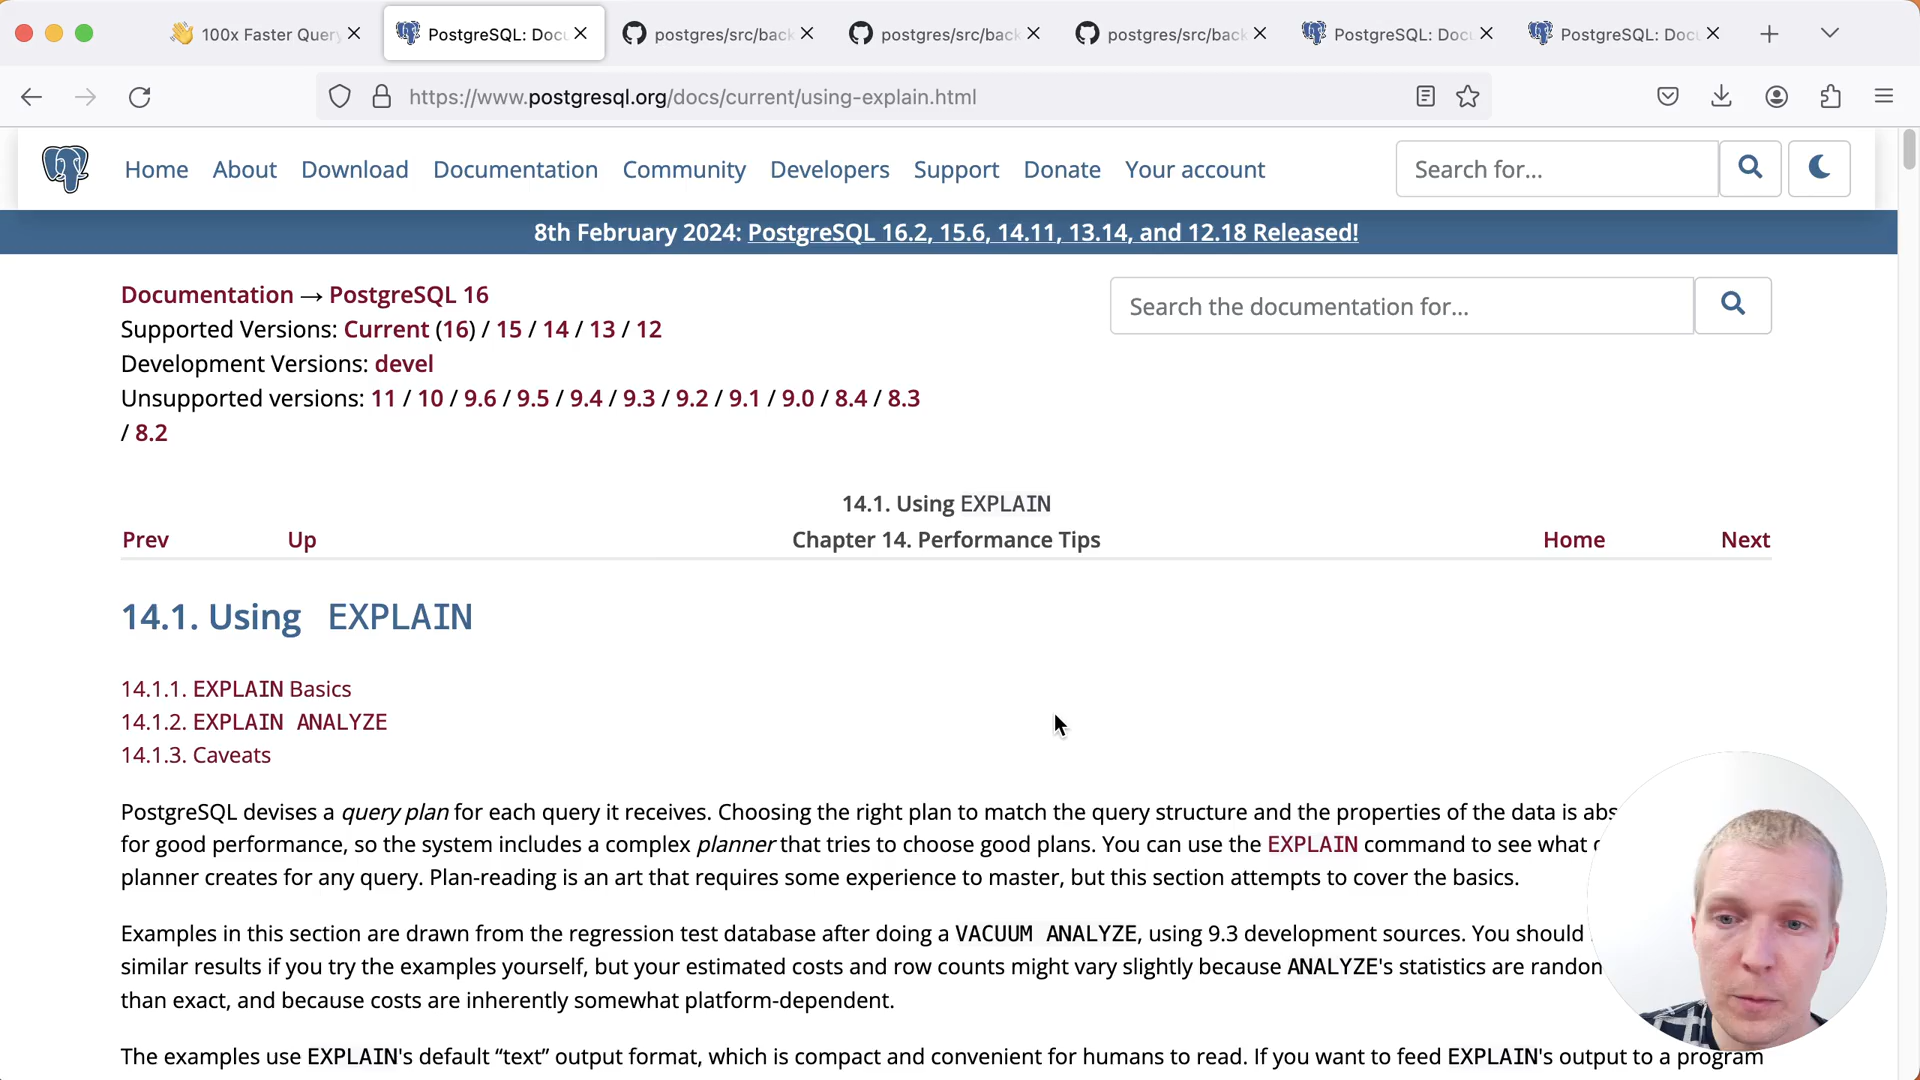 100x Faster Query
PostgreSQL: Docu
postgres/src/back
postgres/src/back
postgres/src/back
PostgreSQL: Docu
PostgreSQL: Docu
https://www.postgresql.org/docs/current/using-explain.html
Home About Download Documentation Community Developers Support Donate Your account
Search for...
8th February 2024: PostgreSQL 16.2, 15.6, 14.11, 13.14, and 12.18 Released!
Documentation → PostgreSQL 16
Supported Versions: Current (16) / 15 / 14 / 13 / 12
Development Versions: devel
Unsupported versions: 11 / 10 / 9.6 / 9.5 / 9.4 / 9.3 / 9.2 / 9.1 / 9.0 / 8.4 / 8.3
/ 8.2
Search the documentation for...
14.1. Using EXPLAIN
Prev Up Chapter 14. Performance Tips Home Next
14.1. Using EXPLAIN
14.1.1. EXPLAIN Basics
14.1.2. EXPLAIN ANALYZE
14.1.3. Caveats
PostgreSQL devises a query plan for each query it receives. Choosing the right plan to match the query structure and the properties of the data is
for good performance, so the system includes a complex planner that tries to choose good plans. You can use the EXPLAIN command to see what
planner creates for any query. Plan-reading is an art that requires some experience to master, but this section attempts to cover the basics.
Examples in this section are drawn from the regression test database after doing a VACUUM ANALYZE, using 9.3 development sources. You should
similar results if you try the examples yourself, but your estimated costs and row counts might vary slightly because ANALYZE's statistics are random
than exact, and because costs are inherently somewhat platform-dependent.
The examples use EXPLAIN's default “text” output format, which is compact and convenient for humans to read. If you want to feed EXPLAIN's output to a program